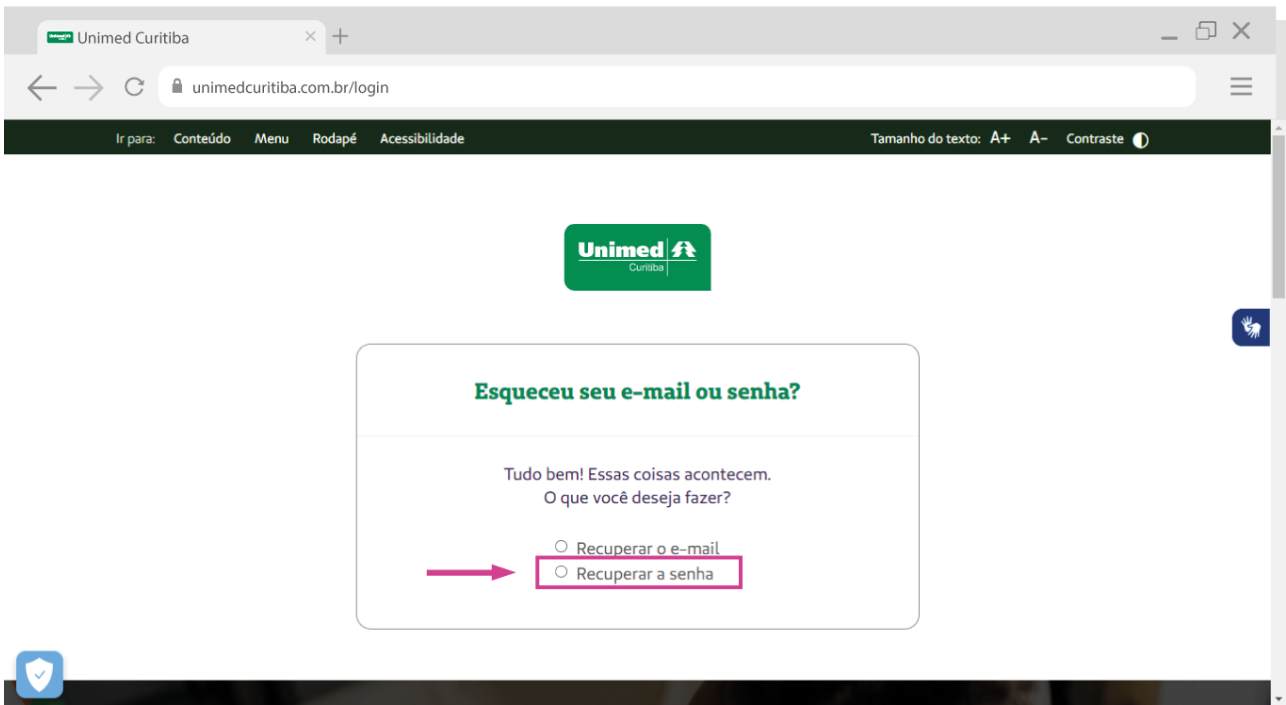 Unimed Curitiba
unimedcuritiba.com.br/login
Ir para: Conteúdo Menu Rodapé Acessibilidade
Tamanho do texto: A+ A- Contraste
Unimed
Curitiba
Esqueceu seu e-mail ou senha?
Tudo bem! Essas coisas acontecem.
O que você deseja fazer?
Recuperar o e-mail
Recuperar a senha